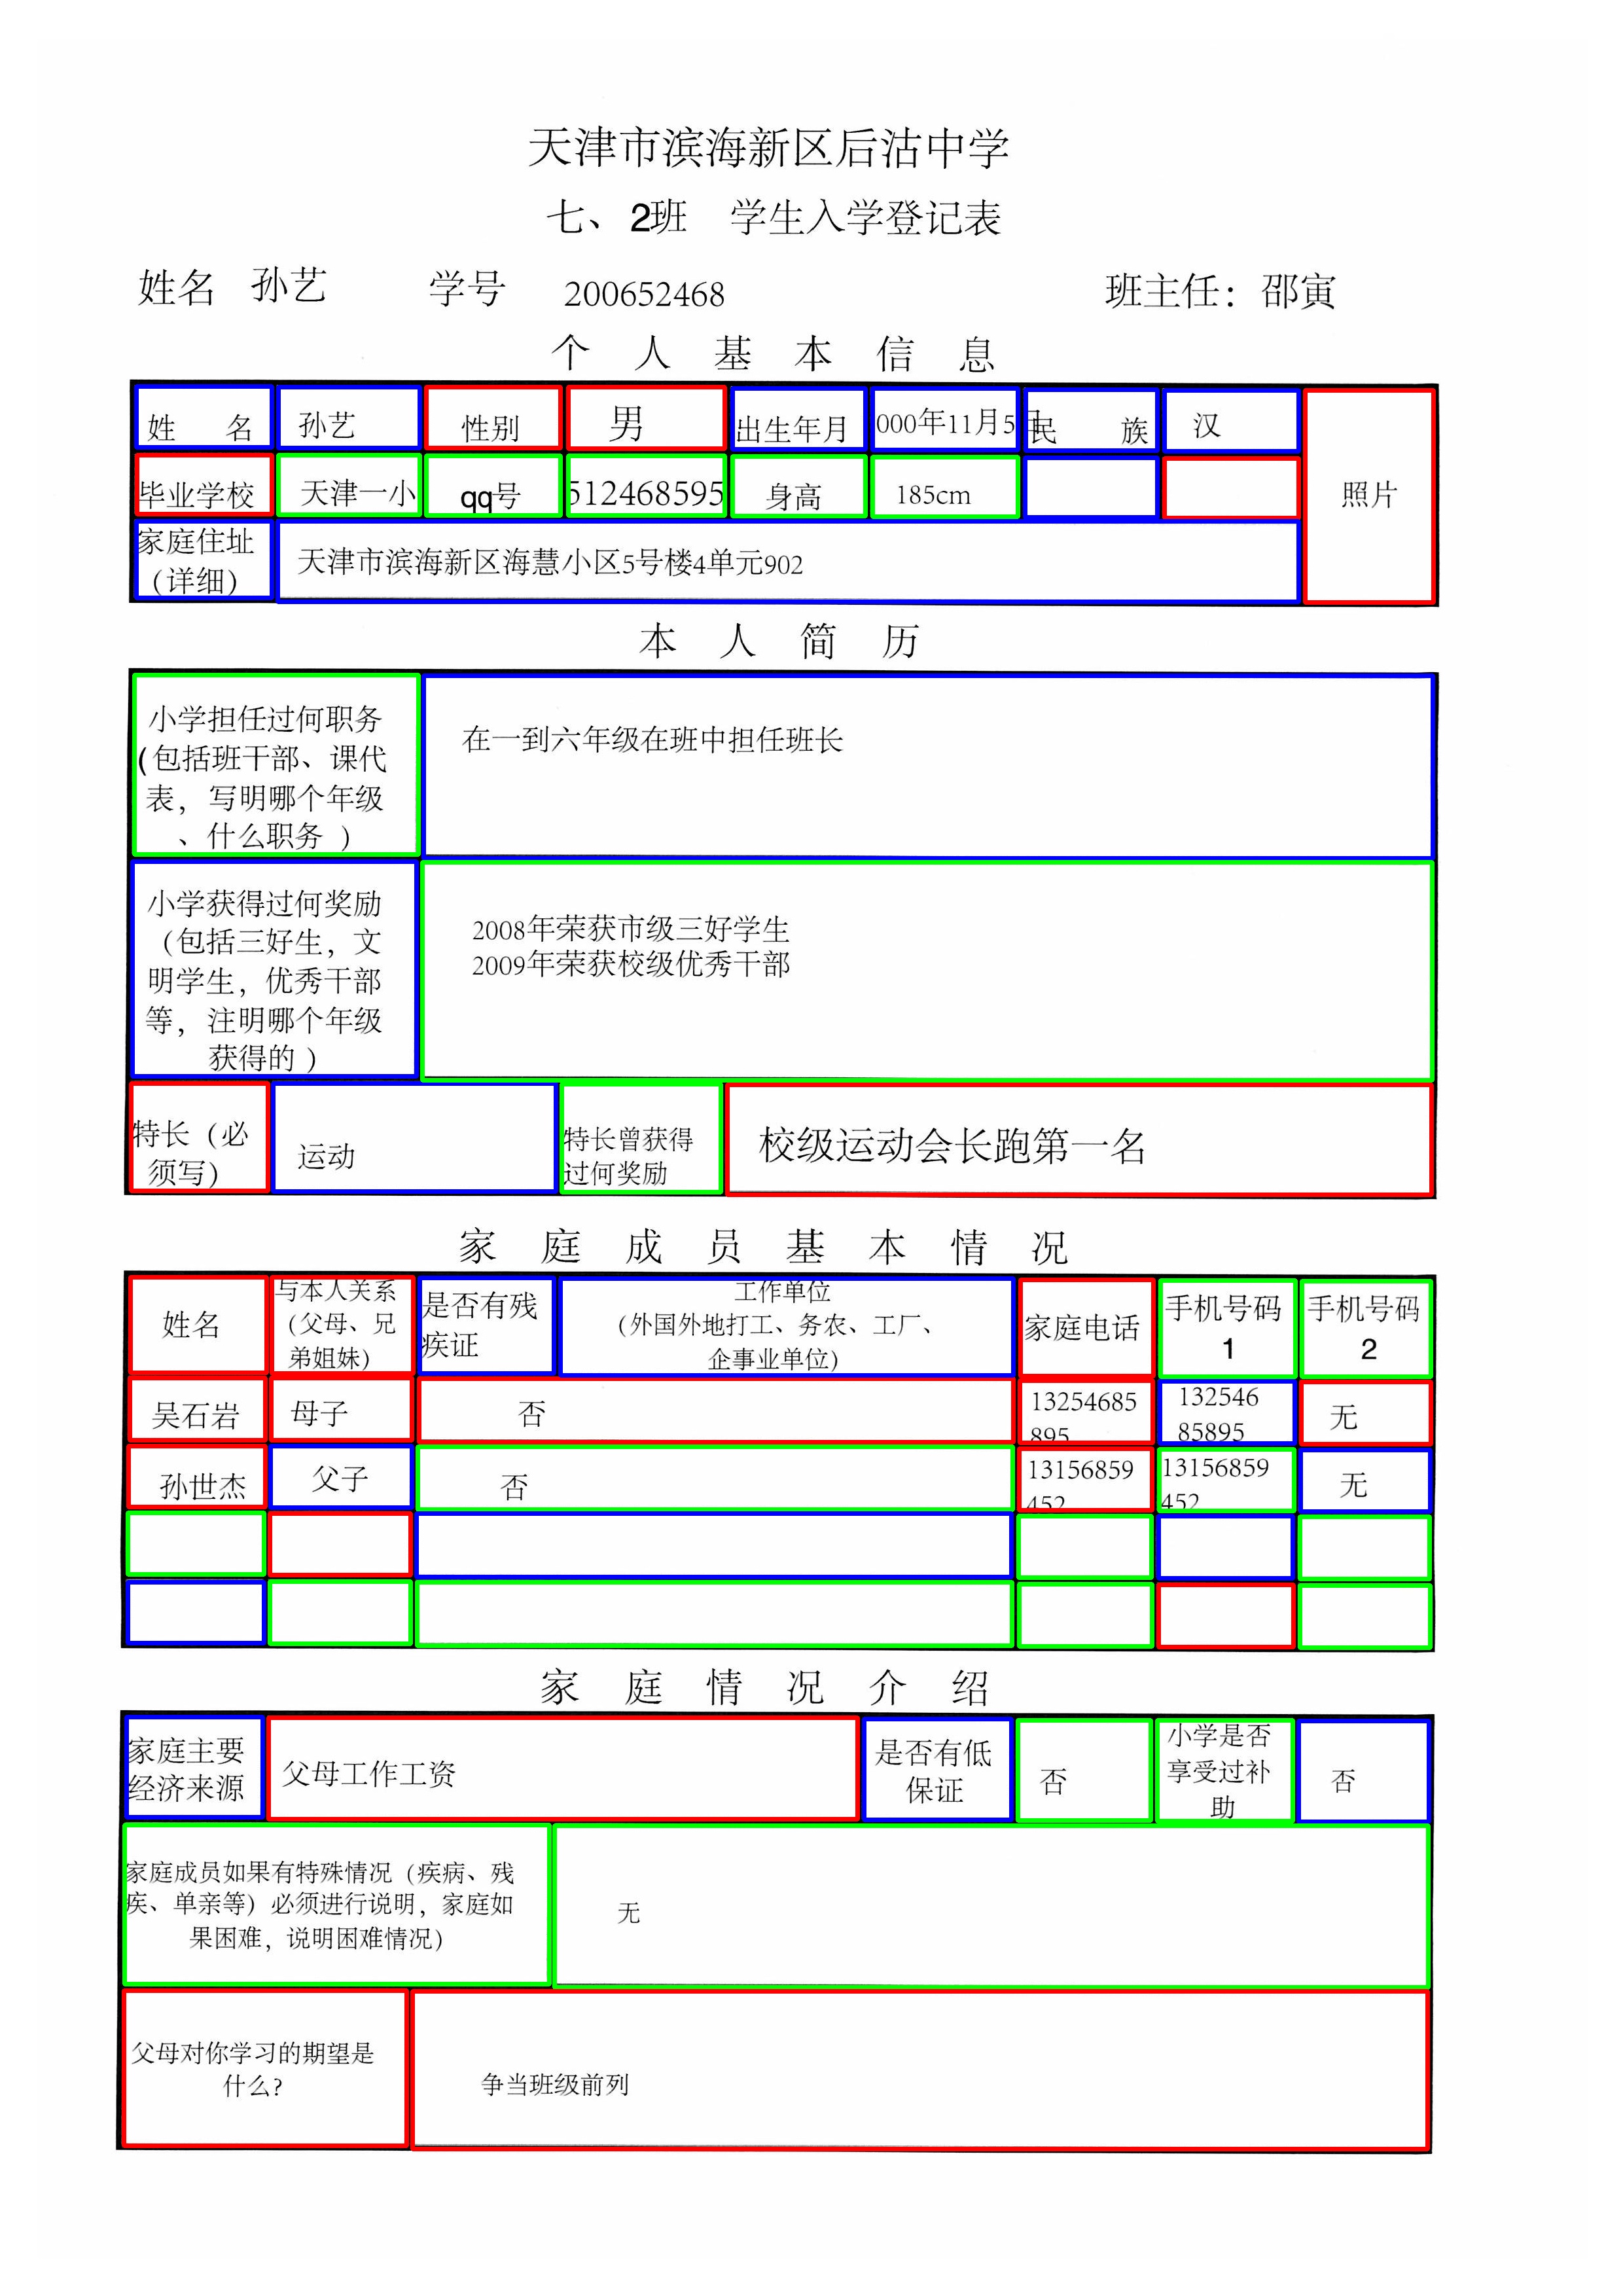 天津市滨海新区后沽中学
七、2班 学生入学登记表
姓名 孙艺 学号 200652468 班主任：邵寅
个人基本信息
姓 名 孙艺 性别 男 出生年月 000年11月5日 民 族 汉
毕业学校 天津一小 qq号 512468595 身高 185cm 照片
家庭住址
（详细）
天津市滨海新区海慧小区5号楼4单元902
本人简历
小学担任过何职务
(包括班干部、课代
表，写明哪个年级
、什么职务 ）
在一到六年级在班中担任班长
小学获得过何奖励
（包括三好生，文
明学生，优秀干部
等，注明哪个年级
获得的 ）
2008年荣获市级三好学生
2009年荣获校级优秀干部
特长（必
须写）
运动
特长曾获得
过何奖励
校级运动会长跑第一名
家庭成员基本情况
姓名
与本人关系
（父母、兄
弟姐妹）
是否有残
疾证
工作单位
（外国外地打工、务农、工厂、
企事业单位）
家庭电话
手机号码
1
手机号码
2
吴石岩 母子 否
13254685
895
132546
85895
无
孙世杰 父子 否
13156859
452
13156859
452
无
家庭情况介绍
家庭主要
经济来源
父母工作工资
是否有低
保证
否
小学是否
享受过补
助
否
家庭成员如果有特殊情况（疾病、残
疾、单亲等）必须进行说明，家庭如
果困难，说明困难情况）
无
父母对你学习的期望是
什么?
争当班级前列